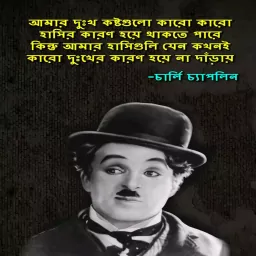 আমার দুঃখ কষ্টগুলো কারো কারো
হাসির কারণ হয়ে থাকতে পারে
কিন্তু আমার হাসিগুলি যেন কখনই
কারো দুঃখের কারণ হয়ে না দাঁড়ায়
-চার্লি চ্যাপলিন